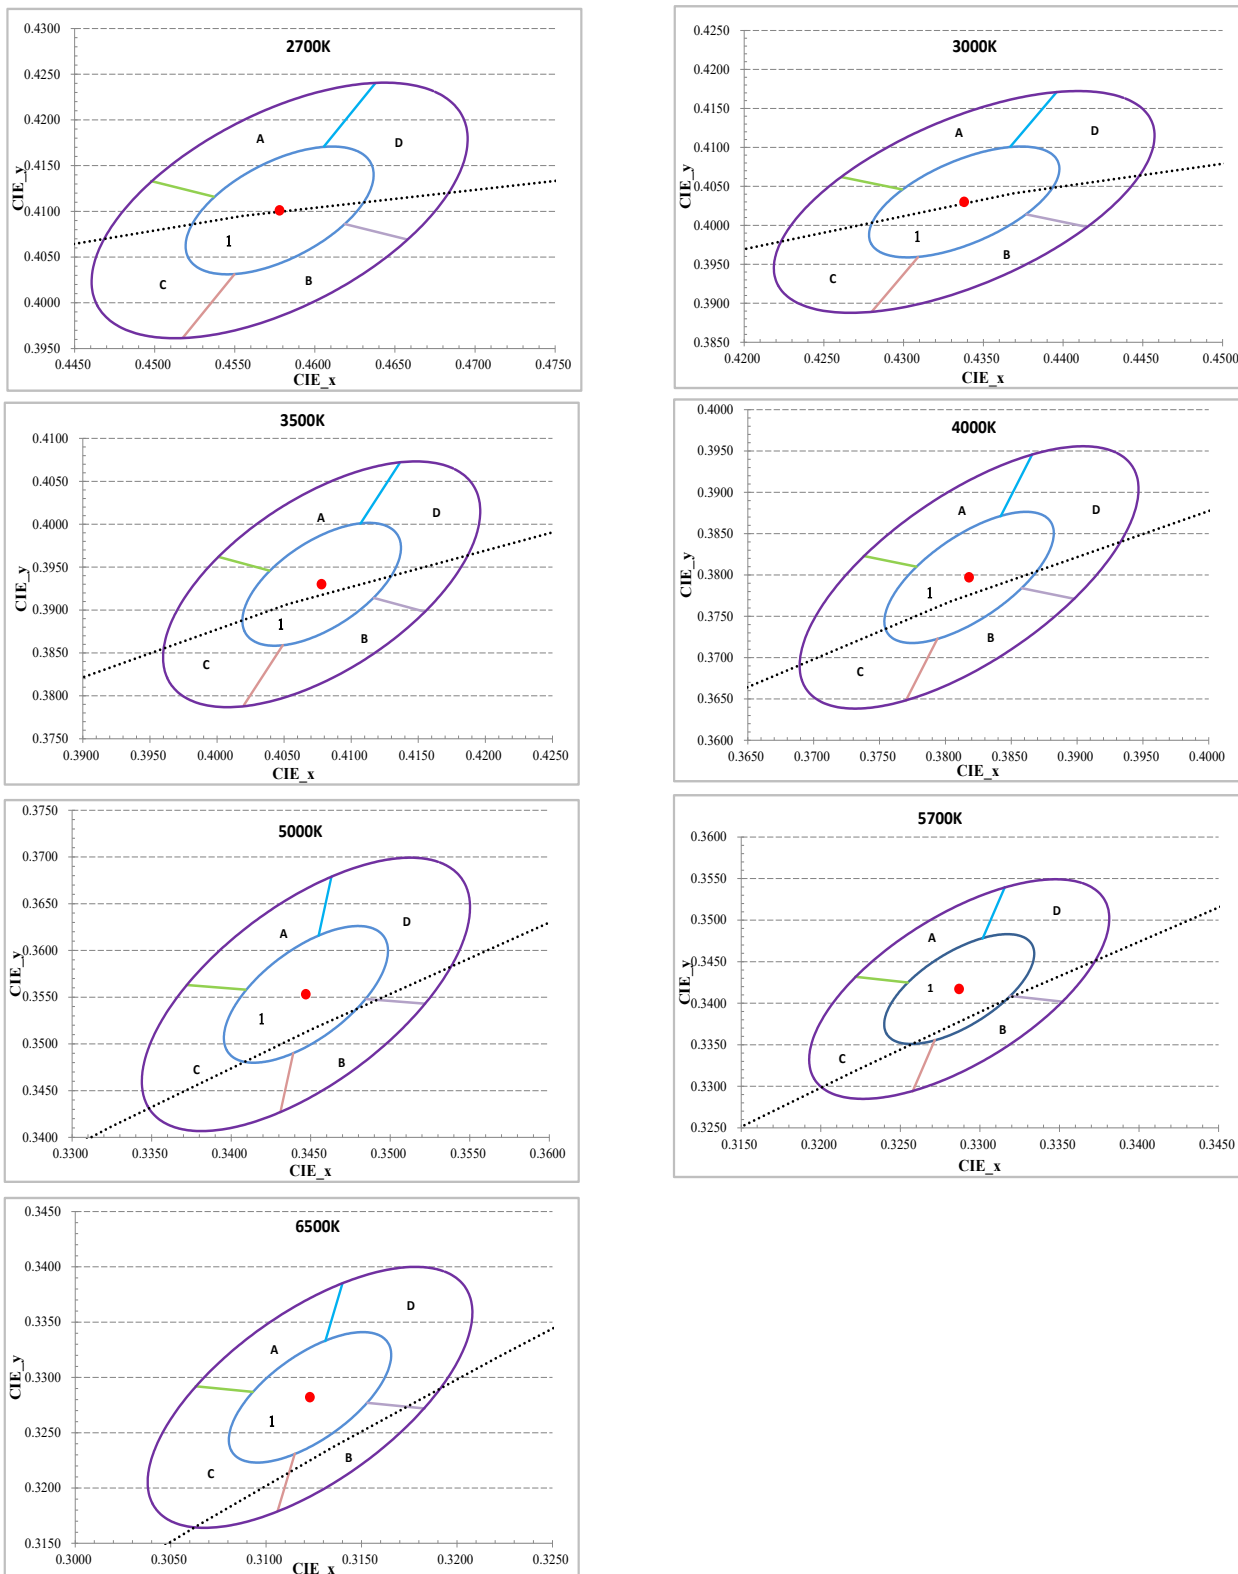 2700K
0.4300
0.4250
0.4200
0.4150
0.4100
0.4050
0.4000
0.3950
CIE_y
A
D
1
B
C
0.4450
0.4500
0.4550
0.4600
0.4650
0.4700
0.4750
CIE_x
3000K
0.4250
0.4200
0.4150
0.4100
0.4050
0.4000
0.3950
0.3900
0.3850
CIE_y
A
D
1
B
C
0.4200
0.4250
0.4300
0.4350
0.4400
0.4450
0.4500
CIE_x
3500K
0.4100
0.4050
0.4000
0.3950
0.3900
0.3850
0.3800
0.3750
CIE_y
A
D
1
B
C
0.3900
0.3950
0.4000
0.4050
0.4100
0.4150
0.4200
0.4250
CIE_x
4000K
0.4000
0.3950
0.3900
0.3850
0.3800
0.3750
0.3700
0.3650
0.3600
CIE_y
A
D
1
B
C
0.3650
0.3700
0.3750
0.3800
0.3850
0.3900
0.3950
0.4000
CIE_x
5000K
0.3750
0.3700
0.3650
0.3600
0.3550
0.3500
0.3450
0.3400
CIE_y
A
D
1
B
C
0.3300
0.3350
0.3400
0.3450
0.3500
0.3550
0.3600
CIE_x
5700K
0.3600
0.3550
0.3500
0.3450
0.3400
0.3350
0.3300
0.3250
CIE_y
A
D
1
B
C
0.3150
0.3200
0.3250
0.3300
0.3350
0.3400
0.3450
CIE_x
6500K
0.3450
0.3400
0.3350
0.3300
0.3250
0.3200
0.3150
CIE_y
A
D
1
B
C
0.3000
0.3050
0.3100
0.3150
0.3200
0.3250
CIE_x